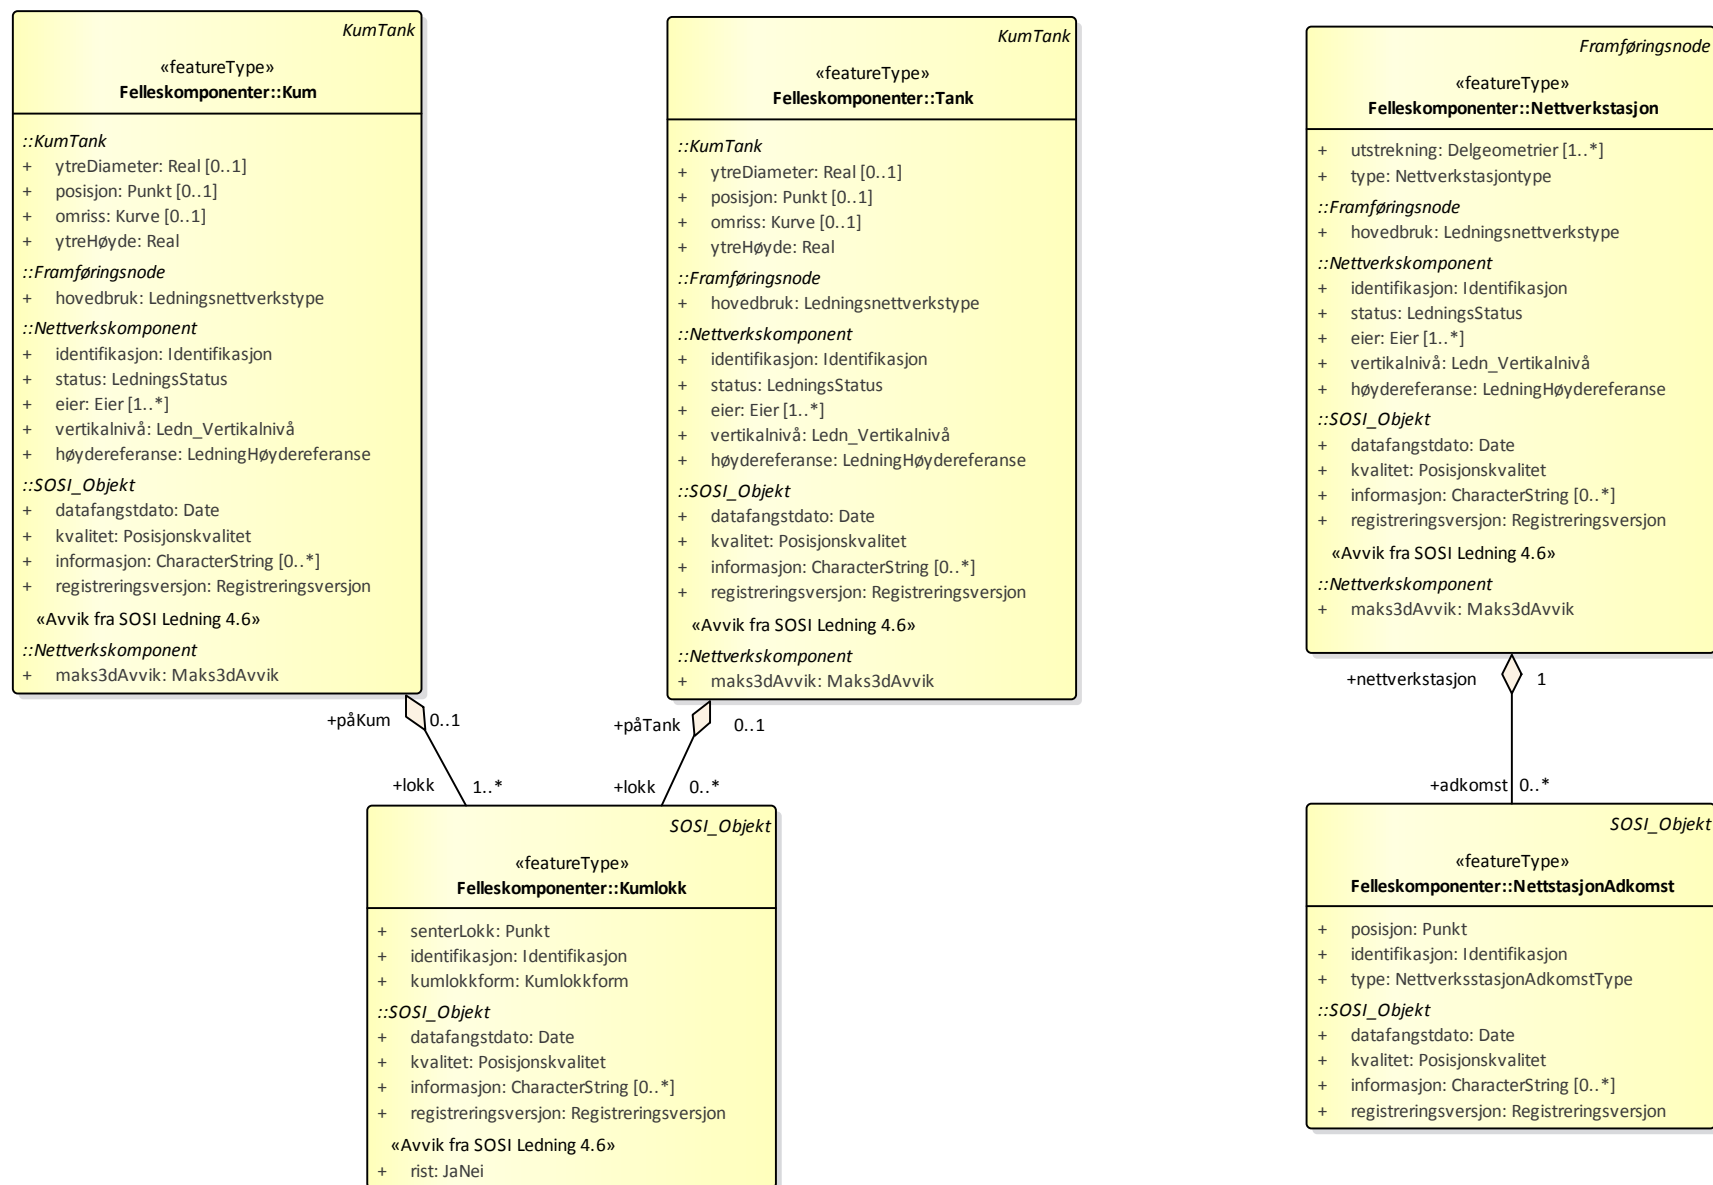 KumTank
«featureType»
Felleskomponenter::Kum
::KumTank
+ ytreDiameter: Real [0..1]
+ posisjon: Punkt [0..1]
+ omriss: Kurve [0..1]
+ ytreHøyde: Real
::Framføringsnode
+ hovedbruk: Ledningsnettverkstype
::Nettverkskomponent
+ identifikasjon: Identifikasjon
+ status: LedningsStatus
+ eier: Eier [1..*]
+ vertikalnivå: Ledn_Vertikalnivå
+ høydereferanse: LedningHøydereferanse
::SOSI_Objekt
+ datafangstdato: Date
+ kvalitet: Posisjonskvalitet
+ informasjon: CharacterString [0..*]
+ registreringsversjon: Registreringsversjon
«Avvik fra SOSI Ledning 4.6»
::Nettverkskomponent
+ maks3dAvvik: Maks3dAvvik
KumTank
«featureType»
Felleskomponenter::Tank
::KumTank
+ ytreDiameter: Real [0..1]
+ posisjon: Punkt [0..1]
+ omriss: Kurve [0..1]
+ ytreHøyde: Real
::Framføringsnode
+ hovedbruk: Ledningsnettverkstype
::Nettverkskomponent
+ identifikasjon: Identifikasjon
+ status: LedningsStatus
+ eier: Eier [1..*]
+ vertikalnivå: Ledn_Vertikalnivå
+ høydereferanse: LedningHøydereferanse
::SOSI_Objekt
+ datafangstdato: Date
+ kvalitet: Posisjonskvalitet
+ informasjon: CharacterString [0..*]
+ registreringsversjon: Registreringsversjon
«Avvik fra SOSI Ledning 4.6»
::Nettverkskomponent
+ maks3dAvvik: Maks3dAvvik
Framføringsnode
«featureType»
Felleskomponenter::Nettverkstasjon
+ utstrekning: Delgeometrier [1..*]
+ type: Nettverkstasjontype
::Framføringsnode
+ hovedbruk: Ledningsnettverkstype
::Nettverkskomponent
+ identifikasjon: Identifikasjon
+ status: LedningsStatus
+ eier: Eier [1..*]
+ vertikalnivå: Ledn_Vertikalnivå
+ høydereferanse: LedningHøydereferanse
::SOSI_Objekt
+ datafangstdato: Date
+ kvalitet: Posisjonskvalitet
+ informasjon: CharacterString [0..*]
+ registreringsversjon: Registreringsversjon
«Avvik fra SOSI Ledning 4.6»
::Nettverkskomponent
+ maks3dAvvik: Maks3dAvvik
+påKum 0..1
+påTank 0..1
+nettverkstasjon 1
+lokk 1..*
+lokk 0..*
+adkomst 0..*
SOSI_Objekt
«featureType»
Felleskomponenter::Kumlokk
+ senterLokk: Punkt
+ identifikasjon: Identifikasjon
+ kumlokkform: Kumlokkform
::SOSI_Objekt
+ datafangstdato: Date
+ kvalitet: Posisjonskvalitet
+ informasjon: CharacterString [0..*]
+ registreringsversjon: Registreringsversjon
«Avvik fra SOSI Ledning 4.6»
+ rist: JaNei
SOSI_Objekt
«featureType»
Felleskomponenter::NettstasjonAdkomst
+ posisjon: Punkt
+ identifikasjon: Identifikasjon
+ type: NettverksstasjonAdkomstType
::SOSI_Objekt
+ datafangstdato: Date
+ kvalitet: Posisjonskvalitet
+ informasjon: CharacterString [0..*]
+ registreringsversjon: Registreringsversjon